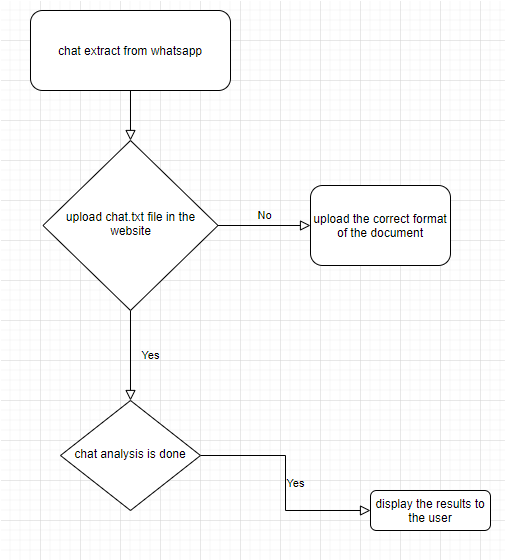 chat extract from whatsapp
upload chat.txt file in the
website
No
upload the correct format
of the document
Yes
chat analysis is done
Yes
display the results to
the user